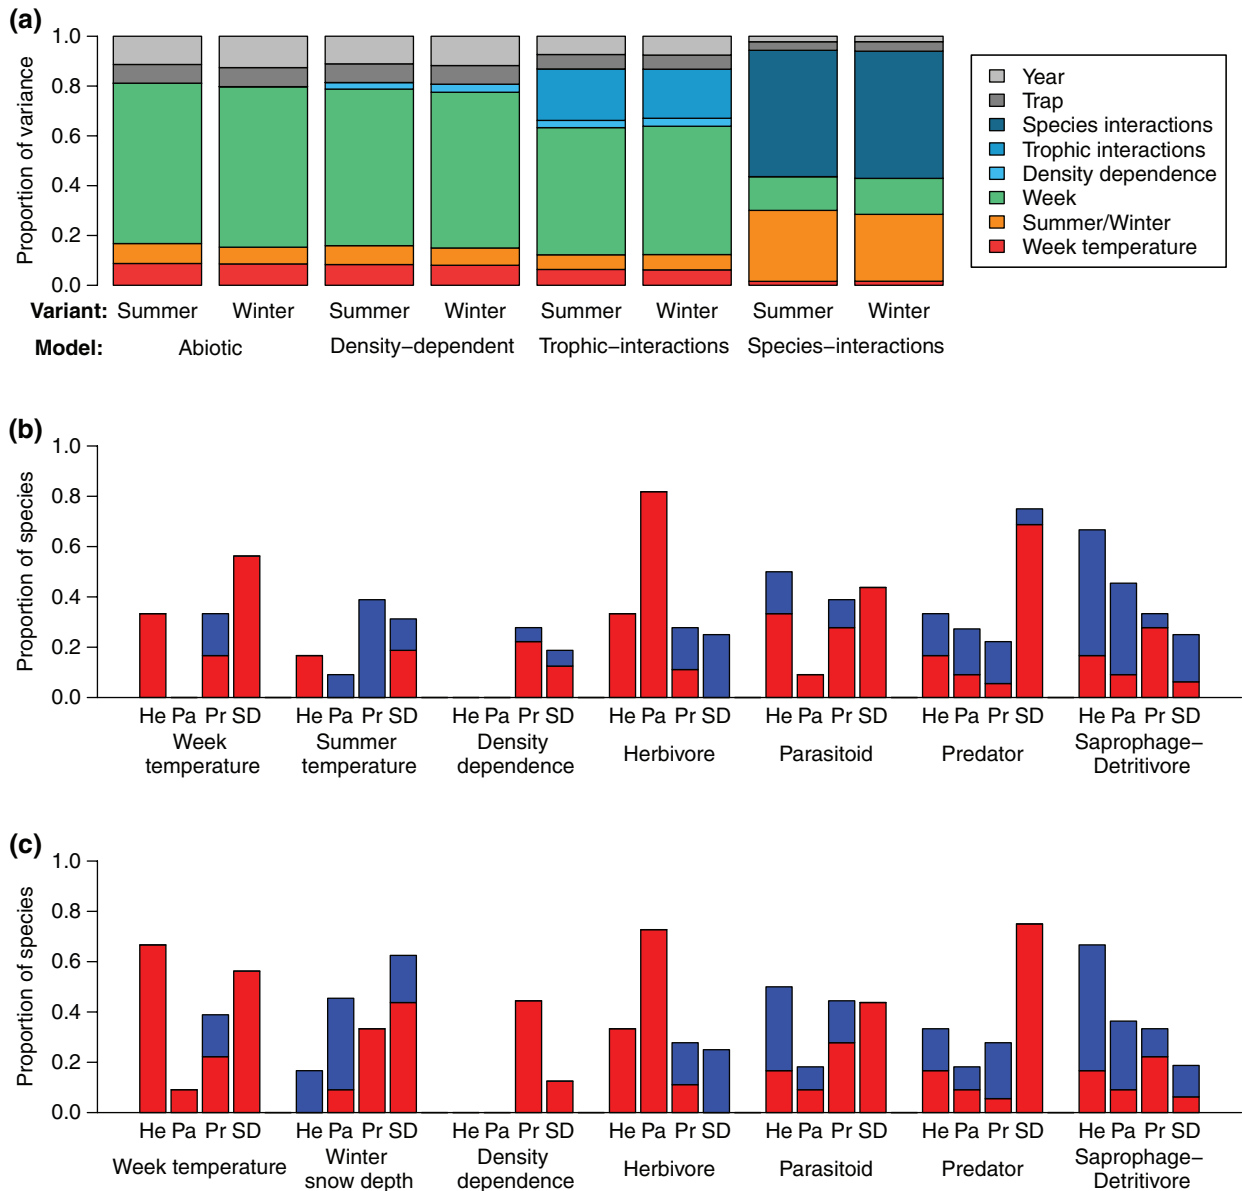 (a)
Proportion of variance
1.0
0.8
0.6
0.4
0.2
0.0
Variant: Summer Winter Summer Winter Summer Winter Summer Winter
Model: Abiotic Density–dependent Trophic–interactions Species–interactions
Year
Trap
Species interactions
Trophic interactions
Density dependence
Week
Summer/Winter
Week temperature
(b)
Proportion of species
1.0
0.8
0.6
0.4
0.2
0.0
He Pa Pr SD He Pa Pr SD He Pa Pr SD He Pa Pr SD He Pa Pr SD He Pa Pr SD He Pa Pr SD
Week
temperature
Summer
temperature
Density
dependence
Herbivore
Parasitoid
Predator
Saprophage–
Detritivore
(c)
Proportion of species
1.0
0.8
0.6
0.4
0.2
0.0
He Pa Pr SD He Pa Pr SD He Pa Pr SD He Pa Pr SD He Pa Pr SD He Pa Pr SD He Pa Pr SD
Week temperature
Winter
snow depth
Density
dependence
Herbivore
Parasitoid
Predator
Saprophage–
Detritivore